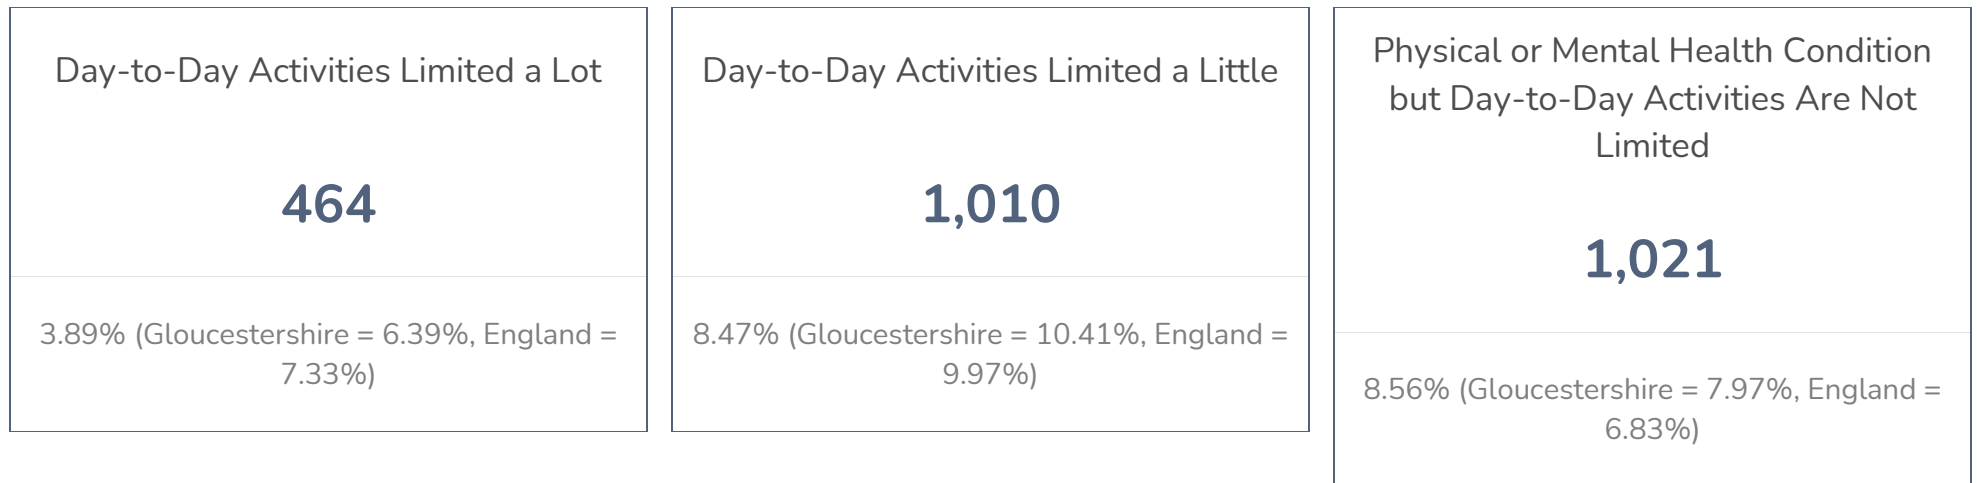 Day-to-Day Activities Limited a Lot
464
3.89% (Gloucestershire = 6.39%, England =
7.33%)
Day-to-Day Activities Limited a Little
1,010
8.47% (Gloucestershire = 10.41%, England =
9.97%)
Physical or Mental Health Condition
but Day-to-Day Activities Are Not
Limited
1,021
8.56% (Gloucestershire = 7.97%, England =
6.83%)